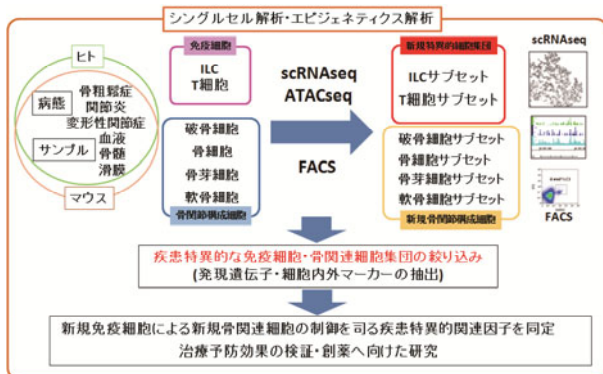 シングルセル解析・エピジェネティクス解析
ヒト
病態
骨粗鬆症
関節炎
変形性関節症
サンプル
血液
骨髄
滑膜
マウス
免疫細胞
ILC
T細胞
破骨細胞
骨細胞
骨芽細胞
軟骨細胞
骨関節構成細胞
scRNAseq
ATACseq
FACS
新規特異的細胞集団
ILCサブセット
T細胞サブセット
破骨細胞サブセット
骨細胞サブセット
骨芽細胞サブセット
軟骨細胞サブセット
新規骨関節構成細胞
scRNAseq
FACS
疾患特異的な免疫細胞・骨関連細胞集団の絞り込み
(発現遺伝子・細胞内外マーカーの抽出)
新規免疫細胞による新規骨関連細胞の制御を司る疾患特異的関連因子を同定
治療予防効果の検証・創薬へ向けた研究